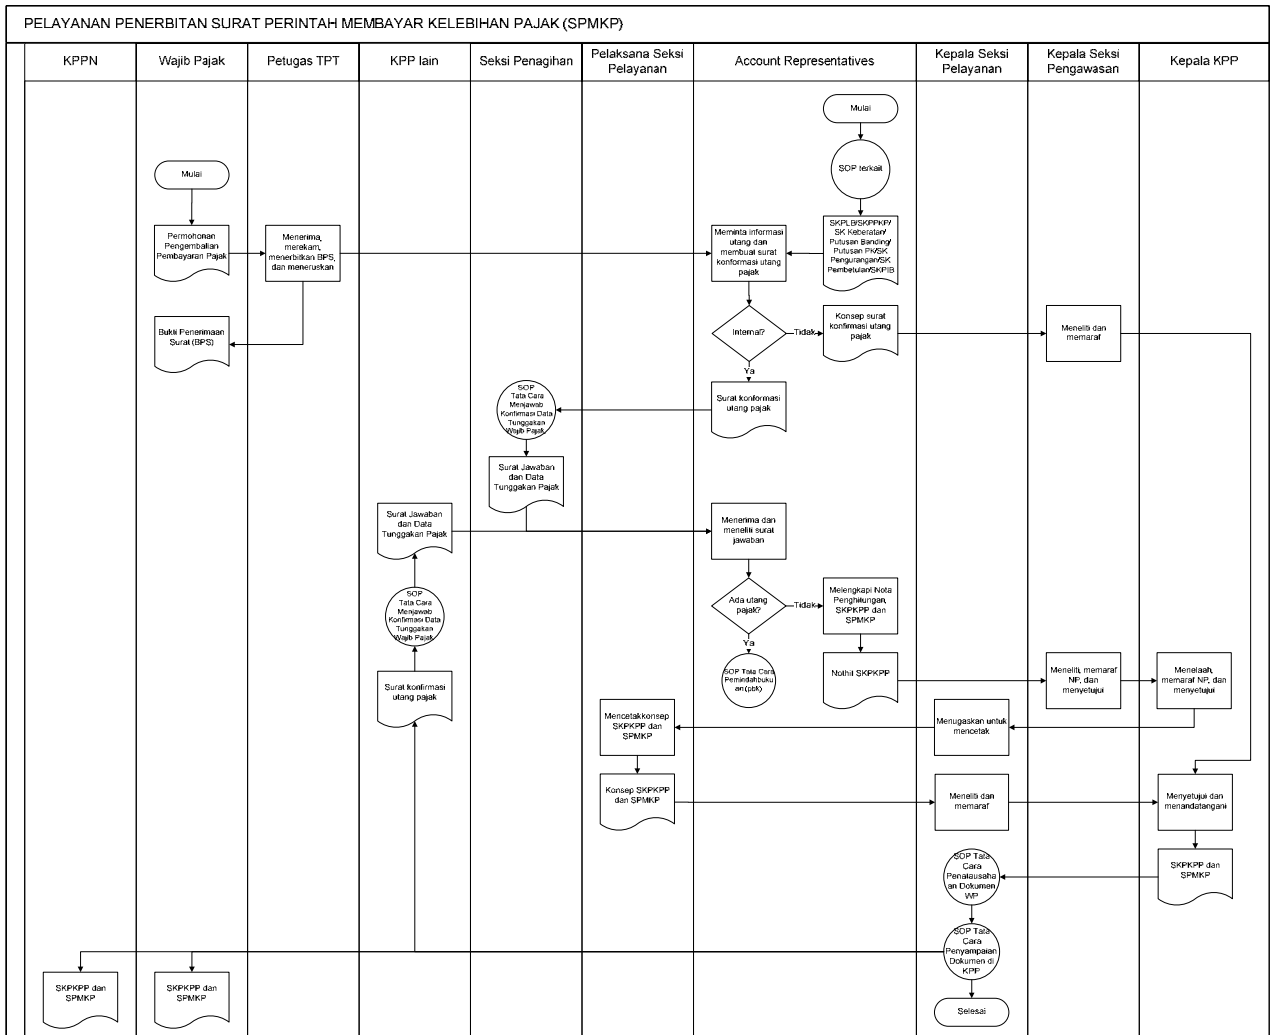 PELAYANAN PENERBITAN SURAT PERINTAH MEMBAYAR KELEBIHAN PAJAK (SPMKP)
KPPN
Wajib Pajak
Petugas TPT
KPP lain
Seksi Penagihan
Pelaksana Seksi
Pelayanan
Account Representatives
Kepala Seksi
Pelayanan
Kepala Seksi
Pengawasan
Kepala KPP
Mulai
SOP terkait
Mulai
Permohonan
Pengembalian
Pembayaran Pajak
Menerima,
merekam,
menerbitkan BPS,
dan meneruskan
Meminta informasi
utang dan
membuat surat
konformasi utang
pajak
SKPLB/SKPPKP/
SK Keberatan/
Putusan Banding/
Putusan PK/SK
Pengurangan/SK
Pembetulan/SKPIB
Bukti Penerimaan
Surat (BPS)
Internal?
Tidak
Konsep surat
konfirmasi utang
pajak
Meneliti dan
memaraf
Ya
Surat konformasi
utang pajak
SOP
Tata Cara
Menjawab
Konfirmasi Data
Tunggakan
Wajib Pajak
Surat Jawaban
dan Data
Tunggakan Pajak
Surat Jawaban
dan Data
Tunggakan Pajak
Menerima dan
meneliti surat
jawaban
SOP
Tata Cara
Menjawab
Konfirmasi Data
Tunggakan
Wajib Pajak
Ada utang
pajak?
Tidak
Melengkapi Nota
Penghitungan,
SKPKPP dan
SPMKP
Ya
SOP Tata Cara
Pemindahbuku
an (pbk)
Nothit SKPKPP
Meneliti, memaraf
NP, dan
menyetujui
Menelaah,
memaraf NP, dan
menyetujui
Surat konfirmasi
utang pajak
Mencetakkonsep
SKPKPP dan
SPMKP
Menugaskan untuk
mencetak
Konsep SKPKPP
dan SPMKP
Meneliti dan
memaraf
Menyetujui dan
menandatangani
SOP Tata
Cara
Penatausaha
an Dokumen
WP
SKPKPP dan
SPMKP
SOP Tata
Cara
Penyampaian
Dokumen di
KPP
SKPKPP dan
SPMKP
SKPKPP dan
SPMKP
Selesai